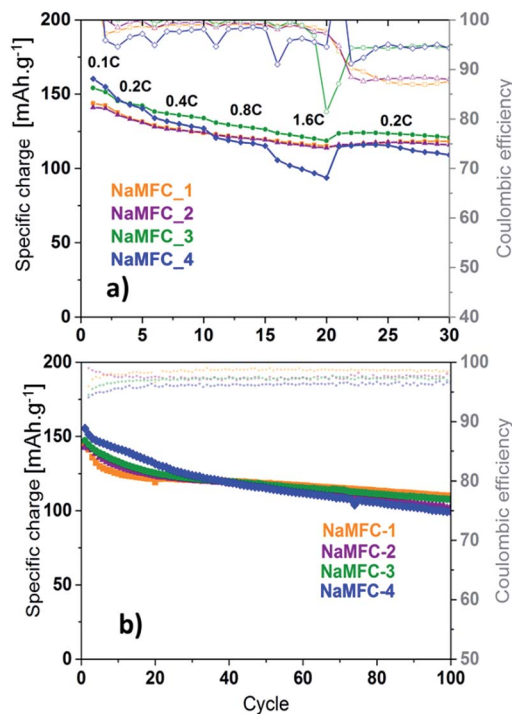 200
150
100
50
0
Specific charge [mAh.g⁻¹]
0.1C
0.2C
0.4C
0.8C
1.6C
0.2C
NaMFC_1
NaMFC_2
NaMFC_3
NaMFC_4
a)
100
90
80
70
60
50
40
Coulombic efficiency
0 5 10 15 20 25 30
200
150
100
50
0
Specific charge [mAh.g⁻¹]
NaMFC-1
NaMFC-2
NaMFC-3
NaMFC-4
b)
100
90
80
70
60
50
Coulombic efficiency
0 20 40 60 80 100
Cycle